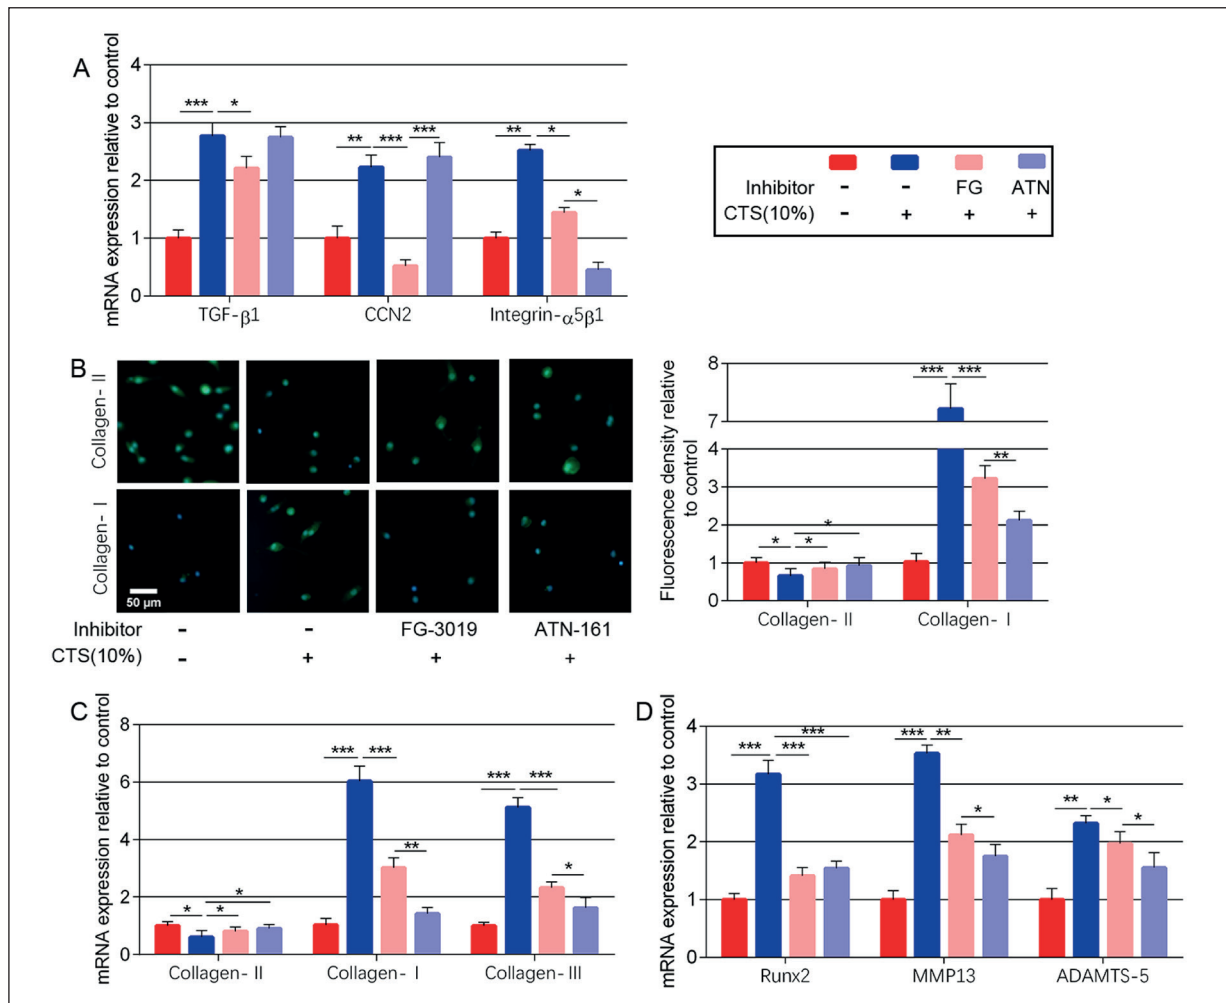 A
mRNA expression relative to control
4
3
2
1
0
*** *
** *** ***
** * *
TGF-β1 CCN2 Integrin-α5β1
Inhibitor - - FG ATN
CTS(10%) - + + +
B
Collagen- II
Collagen- I
50 μm
Inhibitor - - FG-3019 ATN-161
CTS(10%) - + + +
Fluorescence density relative
to control
8
7
4
3
2
1
0
* * *
*** *** **
Collagen- II Collagen- I
C
mRNA expression relative to control
8
6
4
2
0
* * *
*** *** **
*** *** *
Collagen- II Collagen- I Collagen- III
D
mRNA expression relative to control
4
3
2
1
0
*** *** ***
*** ** *
** * *
Runx2 MMP13 ADAMTS-5